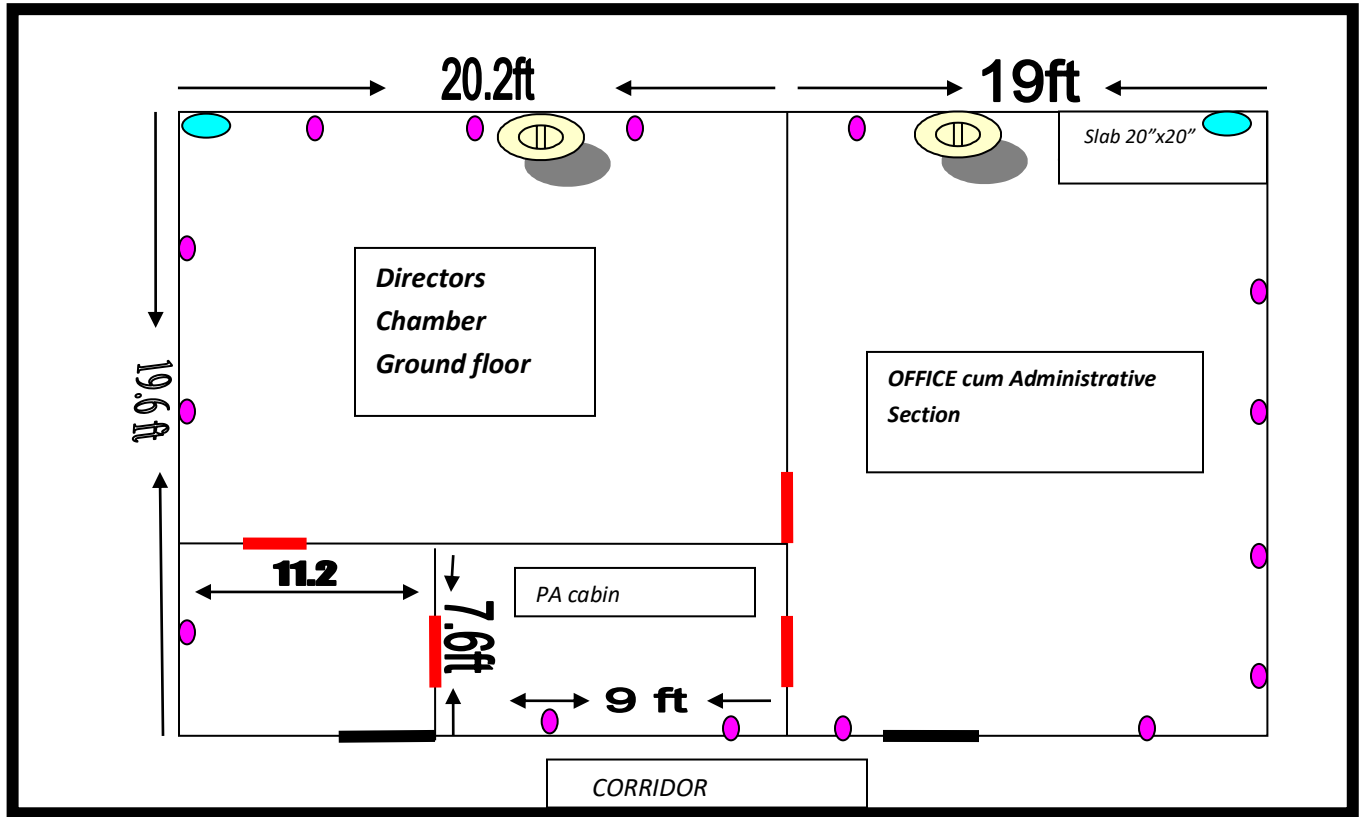 20.2ft
19ft
Slab 20”x20”
Directors
Chamber
Ground floor
19.6 ft
OFFICE cum Administrative
Section
11.2
7.6ft
PA cabin
9 ft
CORRIDOR